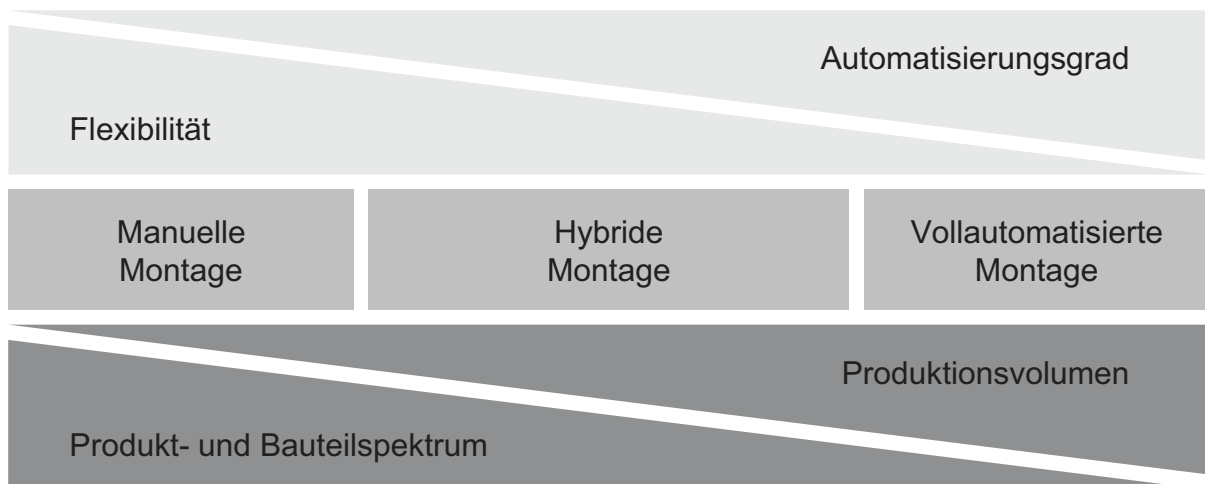 Automatisierungsgrad
Flexibilität
Manuelle
Montage
Hybride
Montage
Vollautomatisierte
Montage
Produktionsvolumen
Produkt- und Bauteilspektrum